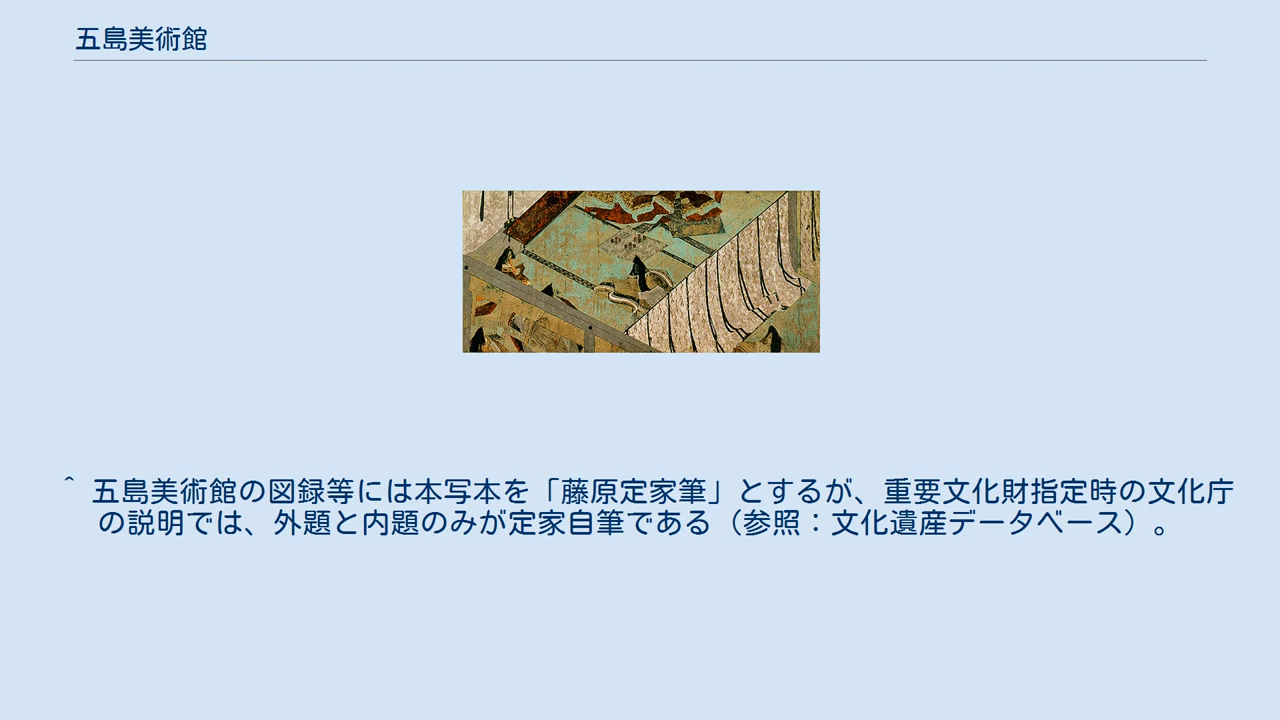 五島美術館
^ 五島美術館の図録等には本写本を「藤原定家筆」とするが、重要文化財指定時の文化庁
の説明では、外題と内題のみが定家自筆である（参照：文化遺産データベース）。